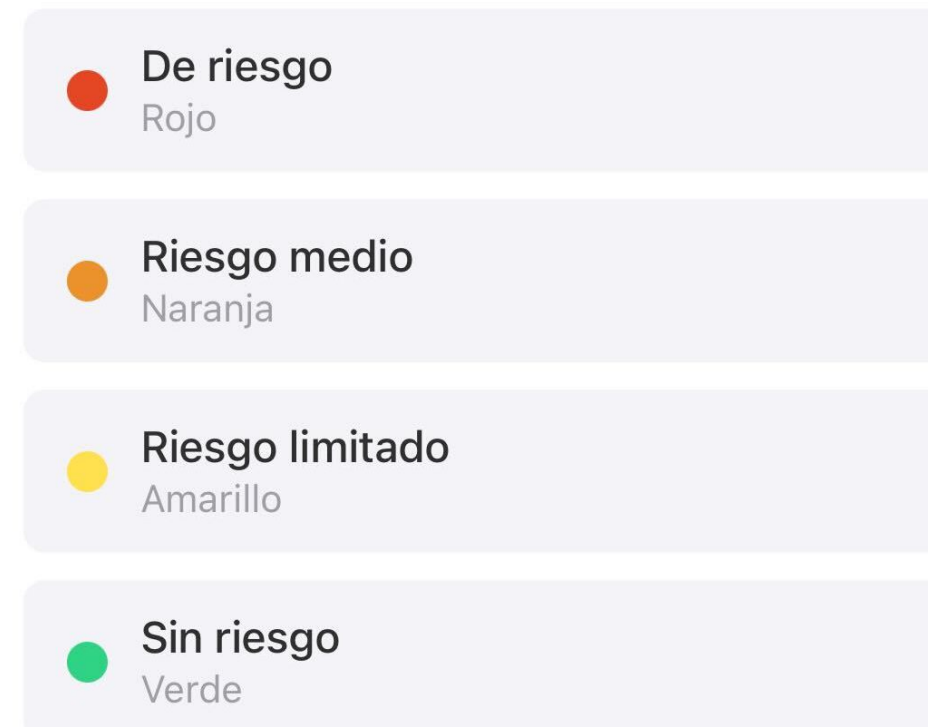 De riesgo
Rojo
Riesgo medio
Naranja
Riesgo limitado
Amarillo
Sin riesgo
Verde